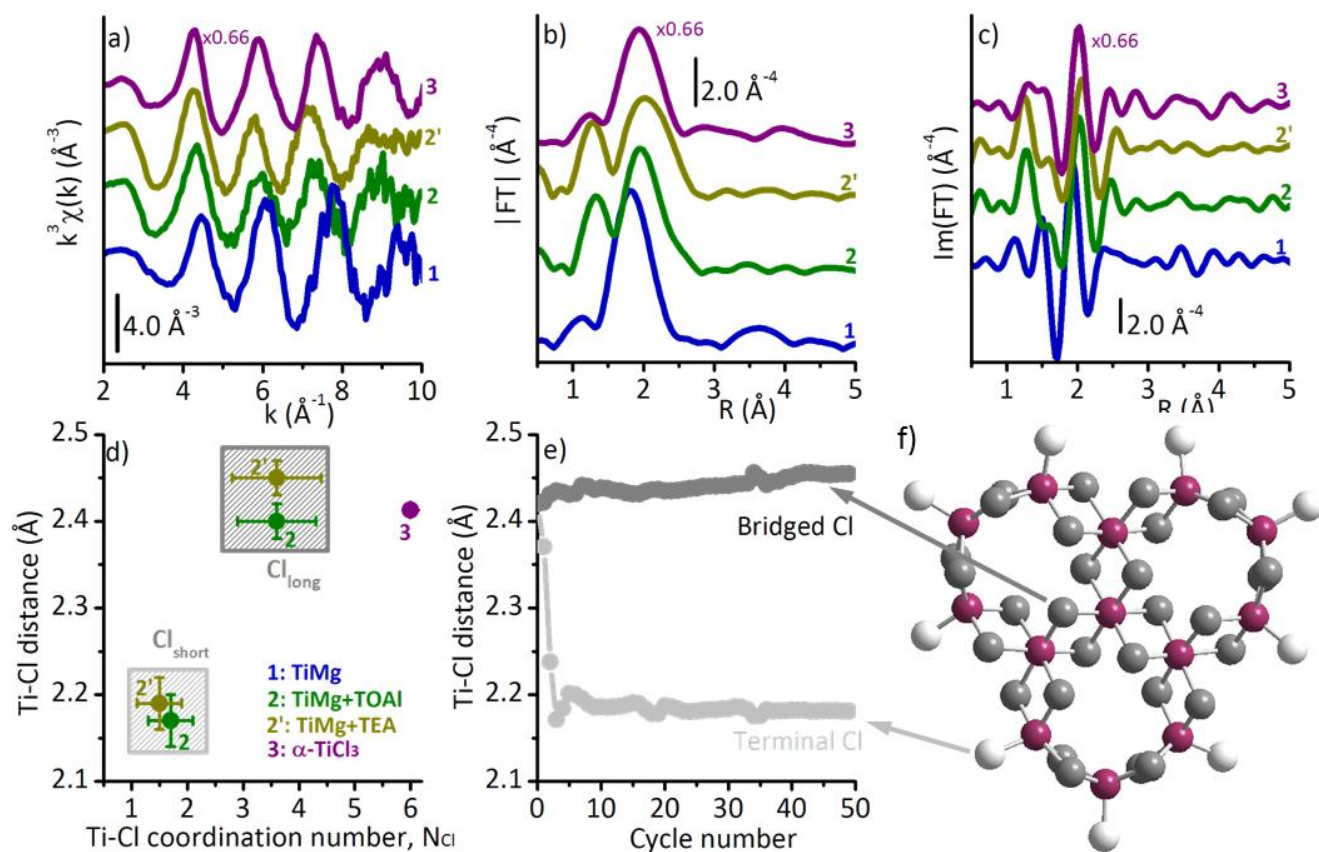 a)
x0.66
3
2'
2
1
4.0 Å⁻³
k³χ(k) (Å⁻³)
2 4 6 8 10
k (Å⁻¹)
b)
x0.66
2.0 Å⁻⁴
3
2'
2
1
|FT| (Å⁻⁴)
1 2 3 4 5
R (Å)
c)
x0.66
3
2'
2
1
2.0 Å⁻⁴
Im(FT) (Å⁻⁴)
1 2 3 4 5
R (Å)
d)
2.5
2.4
2.3
2.2
2.1
Ti-Cl distance (Å)
2'
2
Cl_long
3
Cl_short
2'
2
1: TiMg
2: TiMg+TOAl
2': TiMg+TEA
3: α-TiCl₃
1 2 3 4 5 6
Ti-Cl coordination number, N_Cl
e)
2.5
2.4
2.3
2.2
2.1
Ti-Cl distance (Å)
Bridged Cl
Terminal Cl
0 10 20 30 40 50
Cycle number
f)